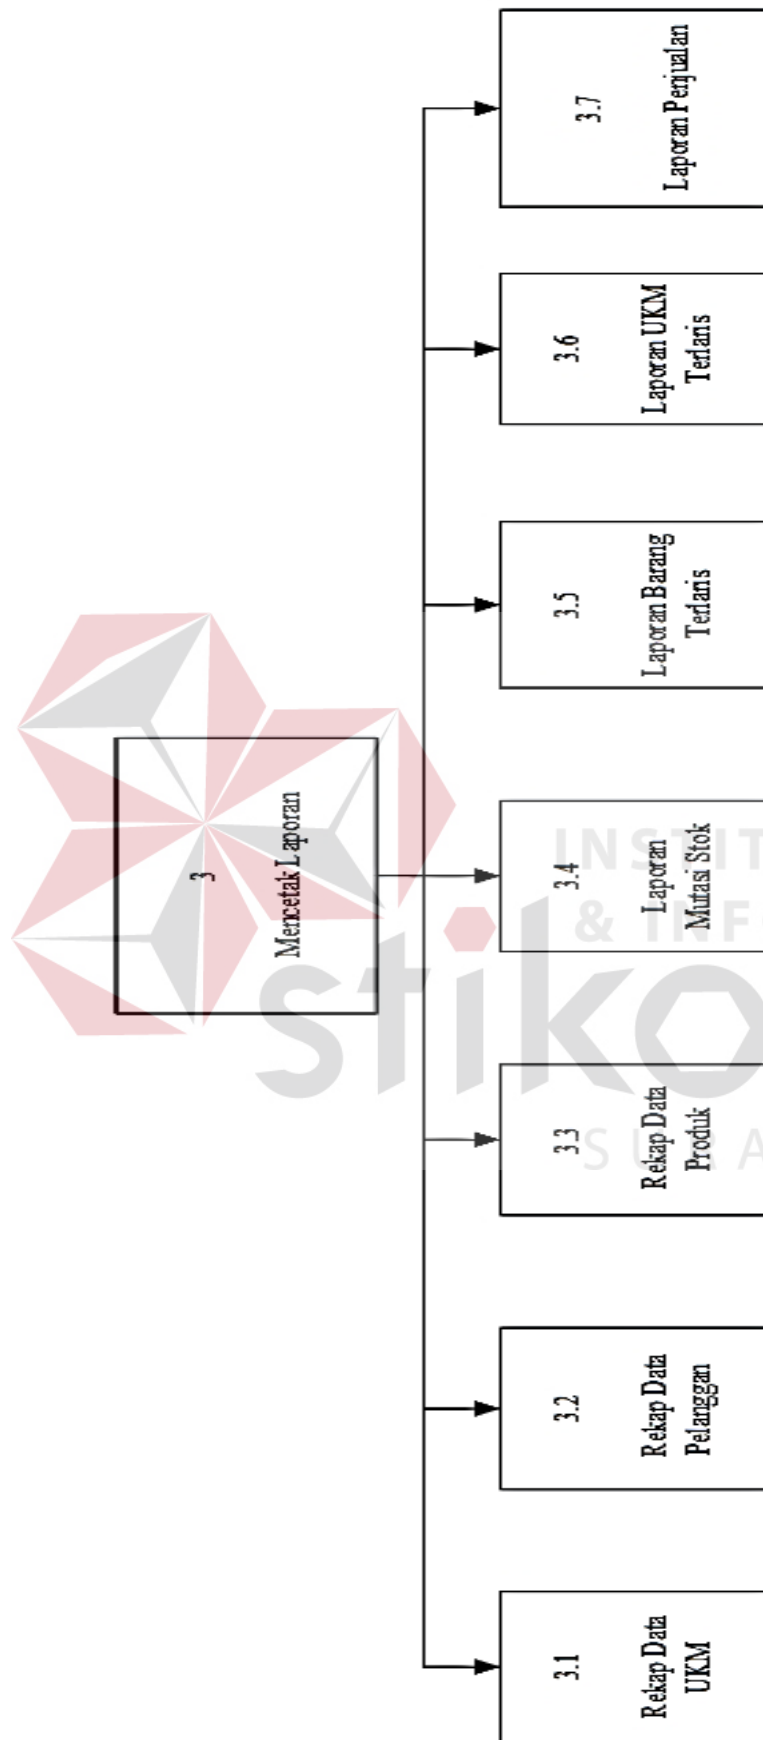 3
Mencetak Laporan
3.1
Rekap Data
UKM
3.2
Rekap Data
Pelanggan
3.3
Rekap Data
Produk
3.4
Laporan
Mutasi Stok
3.5
Laporan Barang
Terlaris
3.6
Laporan UKM
Terlaris
3.7
Laporan Penjualan
INSTIT
& INFO
stiko
SURA